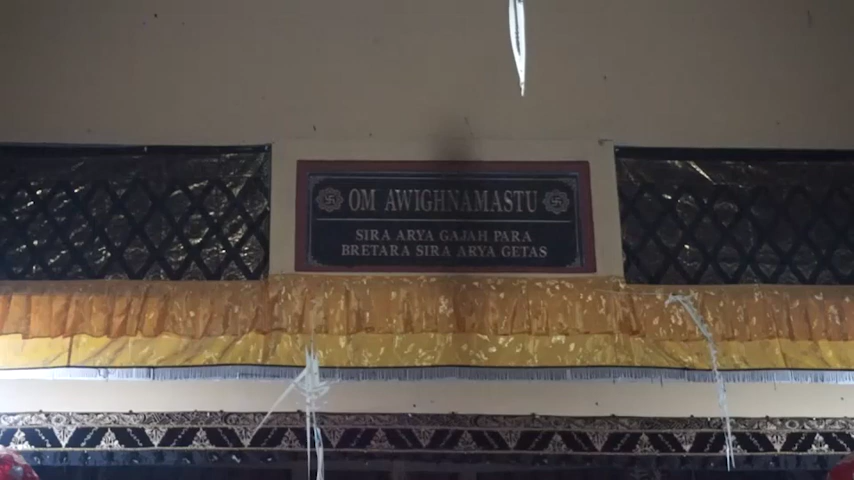 OM AWIGHNAMASTU
SIRA ARYA GAJAH PARA
BRETARA SIRA ARYA GETAS